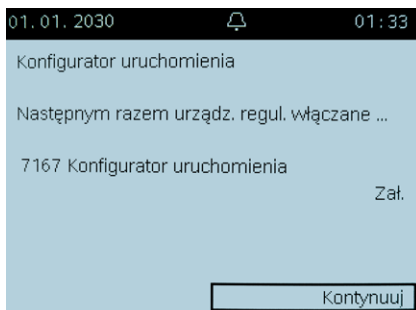 01.01.2030 01:33
Konfigurator uruchomienia
Następnym razem urządz. regul. włączane ...
7167 Konfigurator uruchomienia
Zał.
Kontynuuj